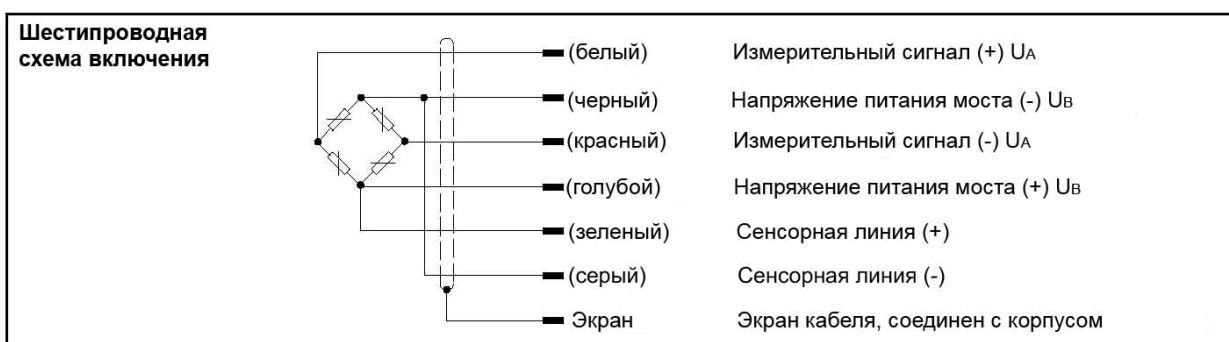 Шестипроводная
схема включения
(белый) Измерительный сигнал (+) UA
(черный) Напряжение питания моста (-) UB
(красный) Измерительный сигнал (-) UA
(голубой) Напряжение питания моста (+) UB
(зеленый) Сенсорная линия (+)
(серый) Сенсорная линия (-)
Экран Экран кабеля, соединен с корпусом